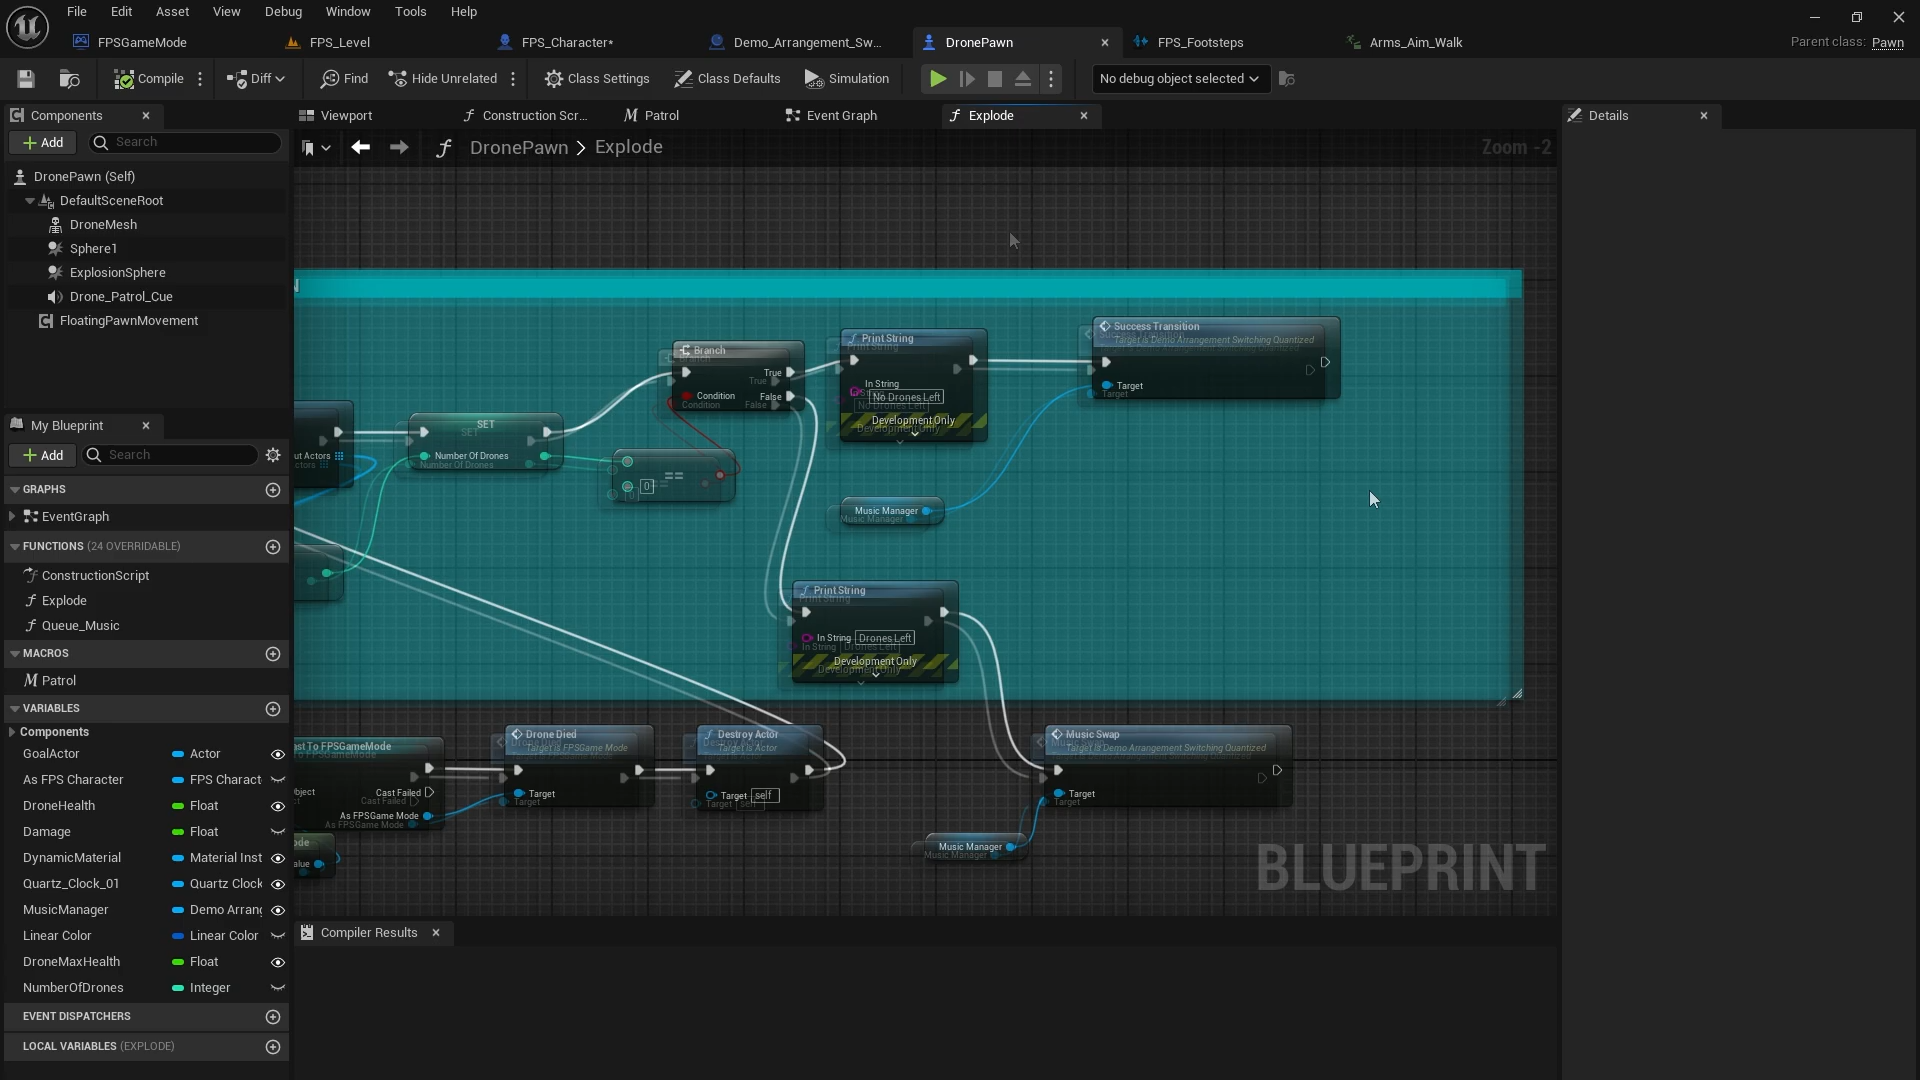 File Edit Asset View Debug Window Tools Help
FPSGameMode FPS_Level FPS_Character* Demo_Arrangement_Sw... DronePawn FPS_Footsteps Arms_Aim_Walk Parent class: Pawn
Compile Diff Find Hide Unrelated Class Settings Class Defaults Simulation No debug object selected
Components
Add Search
DronePawn (Self)
DefaultSceneRoot
DroneMesh
Sphere1
ExplosionSphere
Drone_Patrol_Cue
FloatingPawnMovement
My Blueprint
Add Search
GRAPHS
EventGraph
FUNCTIONS (24 OVERRIDABLE)
ConstructionScript
Explode
Queue_Music
MACROS
Patrol
VARIABLES
Components
GoalActor Actor
As FPS Character FPS Charact
DroneHealth Float
Damage Float
DynamicMaterial Material Inst
Quartz_Clock_01 Quartz Clock
MusicManager Demo Arrang
Linear Color Linear Color
DroneMaxHealth Float
NumberOfDrones Integer
EVENT DISPATCHERS
LOCAL VARIABLES (EXPLODE)
Viewport Construction Scr... Patrol Event Graph Explode
DronePawn > Explode
Zoom -2
ut Actors
SET
Number Of Drones
Branch
True
Condition False
==
0
Print String
In String
No Drones Left
Development Only
Success Transition
Target is Demo Arrangement Switching Quantized
Target
Music Manager
Print String
In String Drones Left
Development Only
st To FPSGameMode
bject Cast Failed
As FPSGame Mode
ode
alue
Drone Died
Target is FPSGame Mode
Target
Destroy Actor
Target is Actor
Target self
Music Swap
Target is Demo Arrangement Switching Quantized
Target
Music Manager
BLUEPRINT
Compiler Results
Details